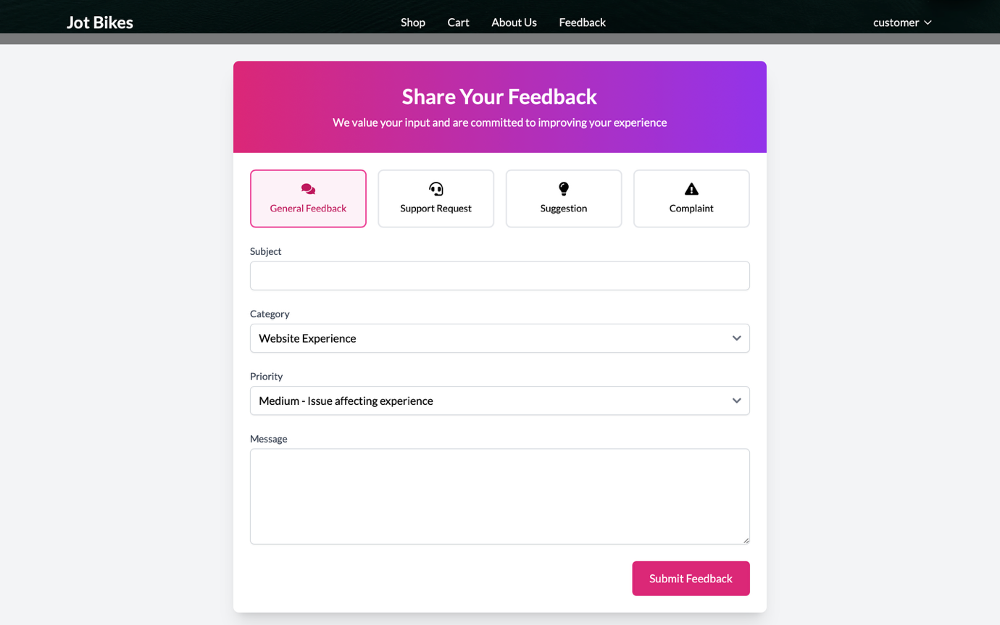 Jot Bikes
Shop
Cart
About Us
Feedback
customer
Share Your Feedback
We value your input and are committed to improving your experience
General Feedback
Support Request
Suggestion
Complaint
Subject
Category
Website Experience
Priority
Medium - Issue affecting experience
Message
Submit Feedback